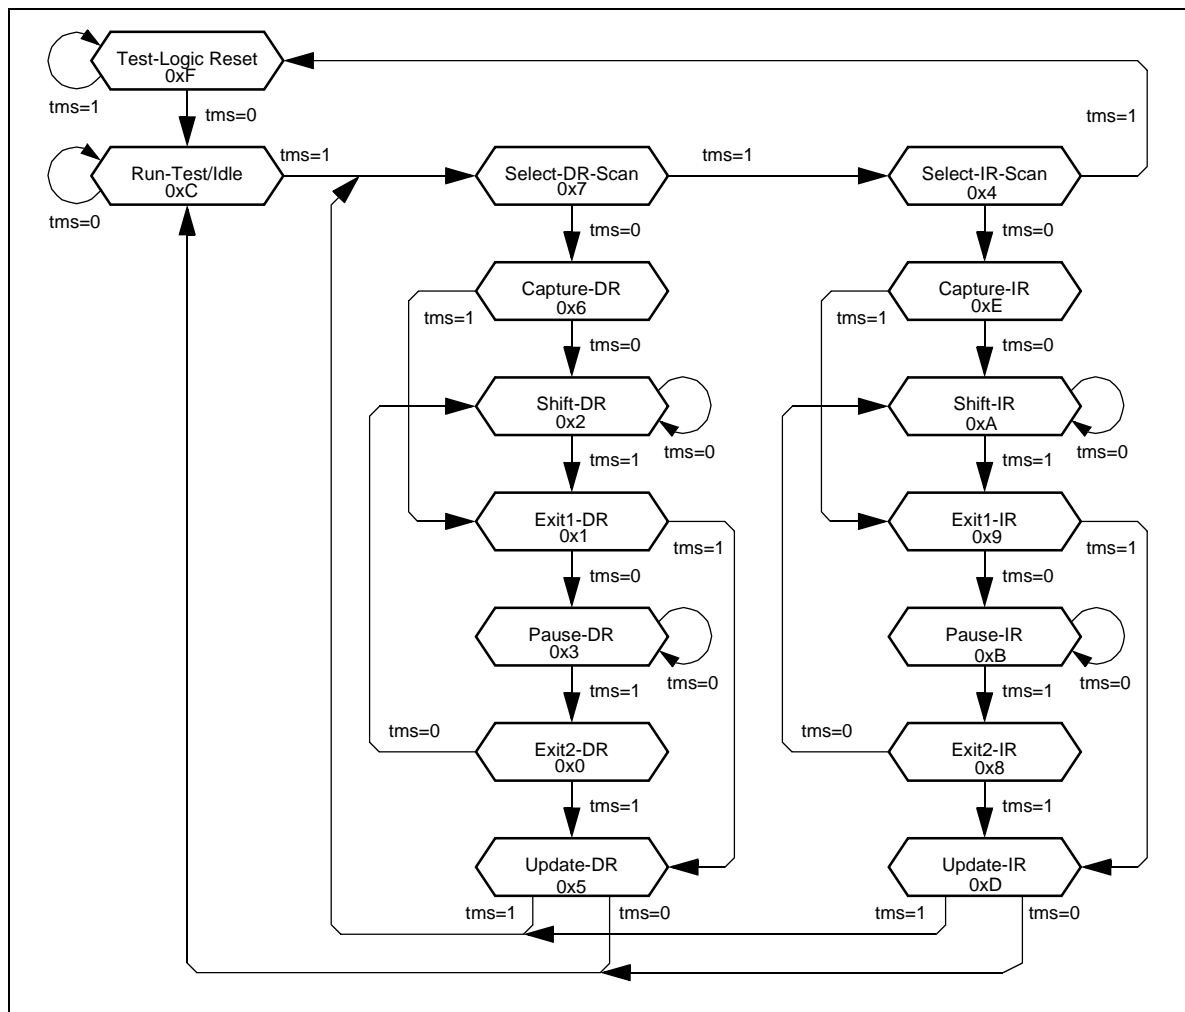 Test-Logic Reset
0xF
tms=1
tms=0
Run-Test/Idle
0xC
tms=0
tms=1
Select-DR-Scan
0x7
tms=1
Select-IR-Scan
0x4
tms=1
tms=0
tms=0
Capture-DR
0x6
Capture-IR
0xE
tms=1
tms=0
tms=1
tms=0
Shift-DR
0x2
Shift-IR
0xA
tms=1
tms=0
tms=1
tms=0
Exit1-DR
0x1
Exit1-IR
0x9
tms=0
tms=1
tms=0
tms=1
Pause-DR
0x3
Pause-IR
0xB
tms=1
tms=0
tms=1
tms=0
tms=0
Exit2-DR
0x0
tms=0
Exit2-IR
0x8
tms=1
tms=1
Update-DR
0x5
Update-IR
0xD
tms=1
tms=0
tms=1
tms=0